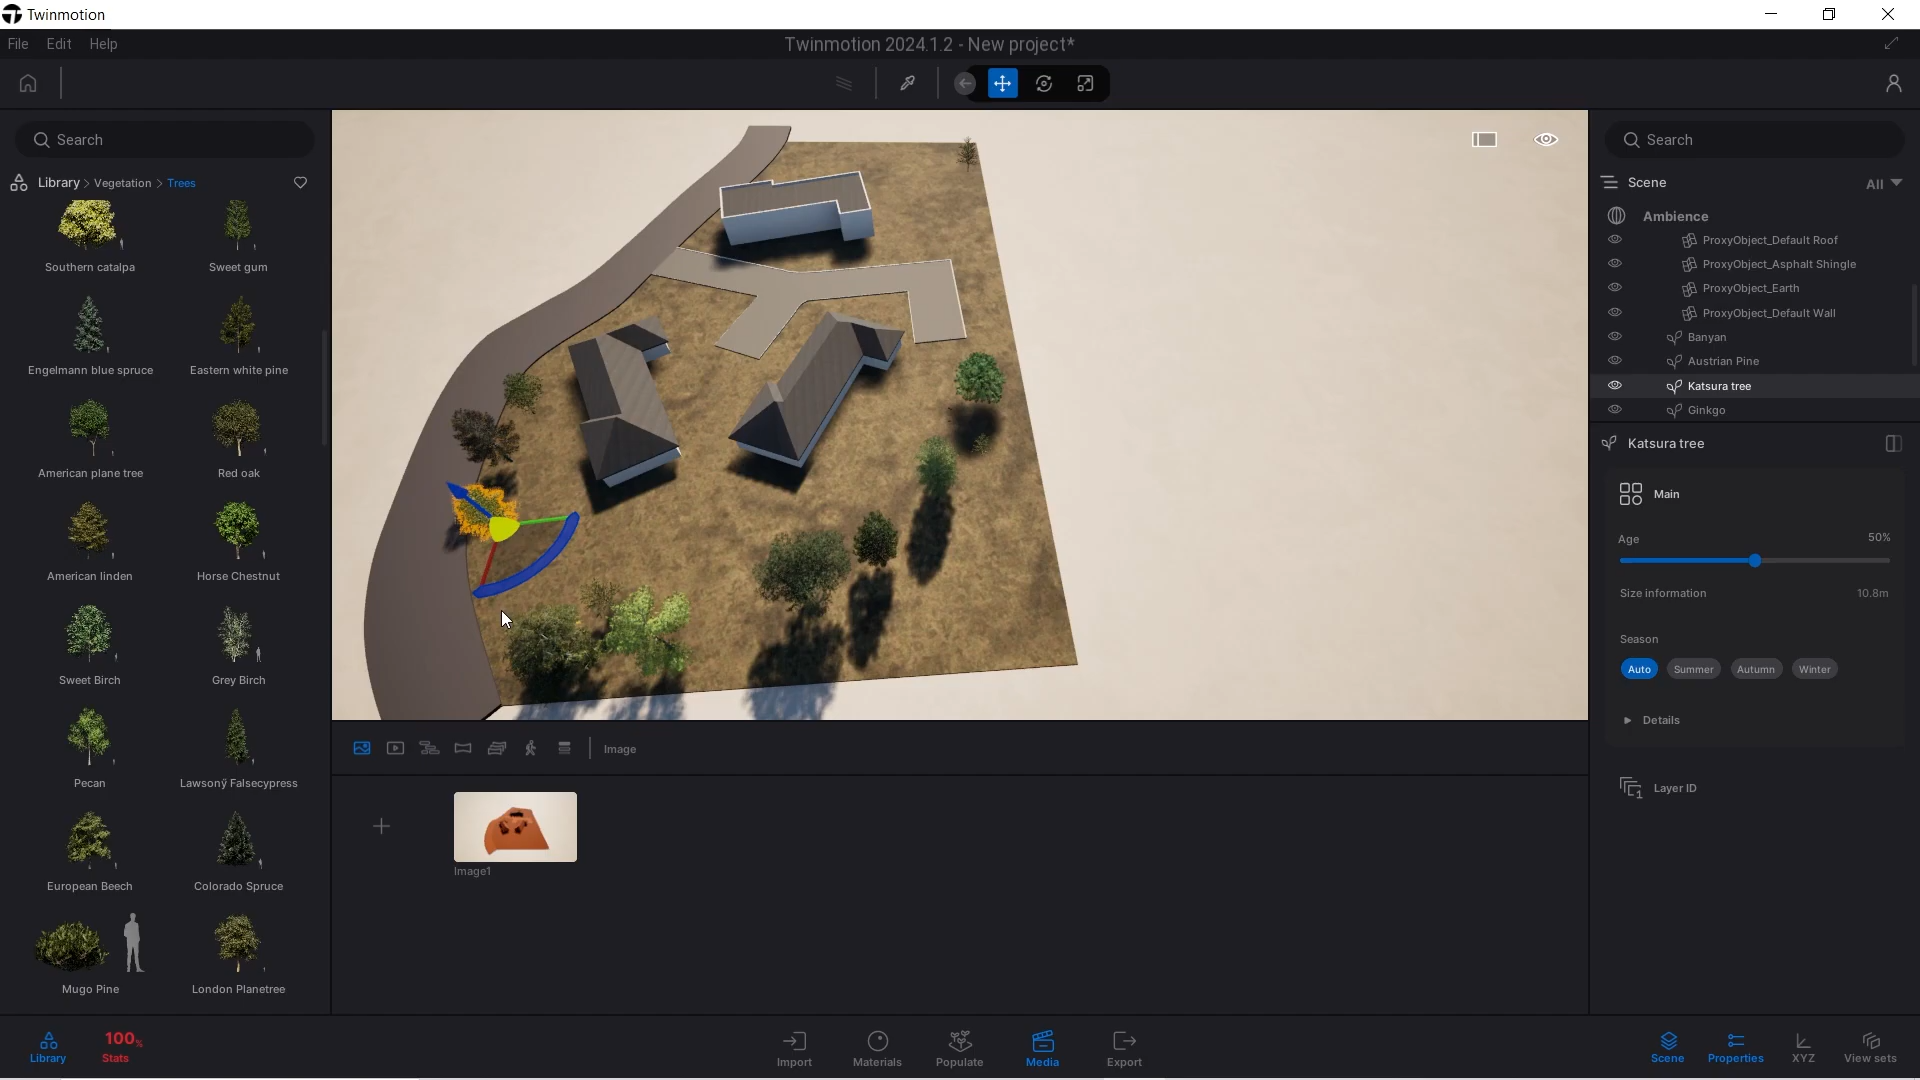 Twinmotion
File Edit Help
Twinmotion 2024.1.2 - New project*
Search
Library > Vegetation > Trees
Southern catalpa
Sweet gum
Engelmann blue spruce
Eastern white pine
American plane tree
Red oak
American linden
Horse Chestnut
Sweet Birch
Grey Birch
Pecan
Lawsonÿ Falsecypress
European Beech
Colorado Spruce
Mugo Pine
London Planetree
Image
Image1
Search
Scene
All
Ambience
ProxyObject_Default Roof
ProxyObject_Asphalt Shingle
ProxyObject_Earth
ProxyObject_Default Wall
Banyan
Austrian Pine
Katsura tree
Ginkgo
Katsura tree
Main
Age 50%
Size information 10.8m
Season
Auto Summer Autumn Winter
Details
1 Layer ID
Library
100%
Stats
Import
Materials
Populate
Media
Export
Scene
Properties
XYZ
View sets